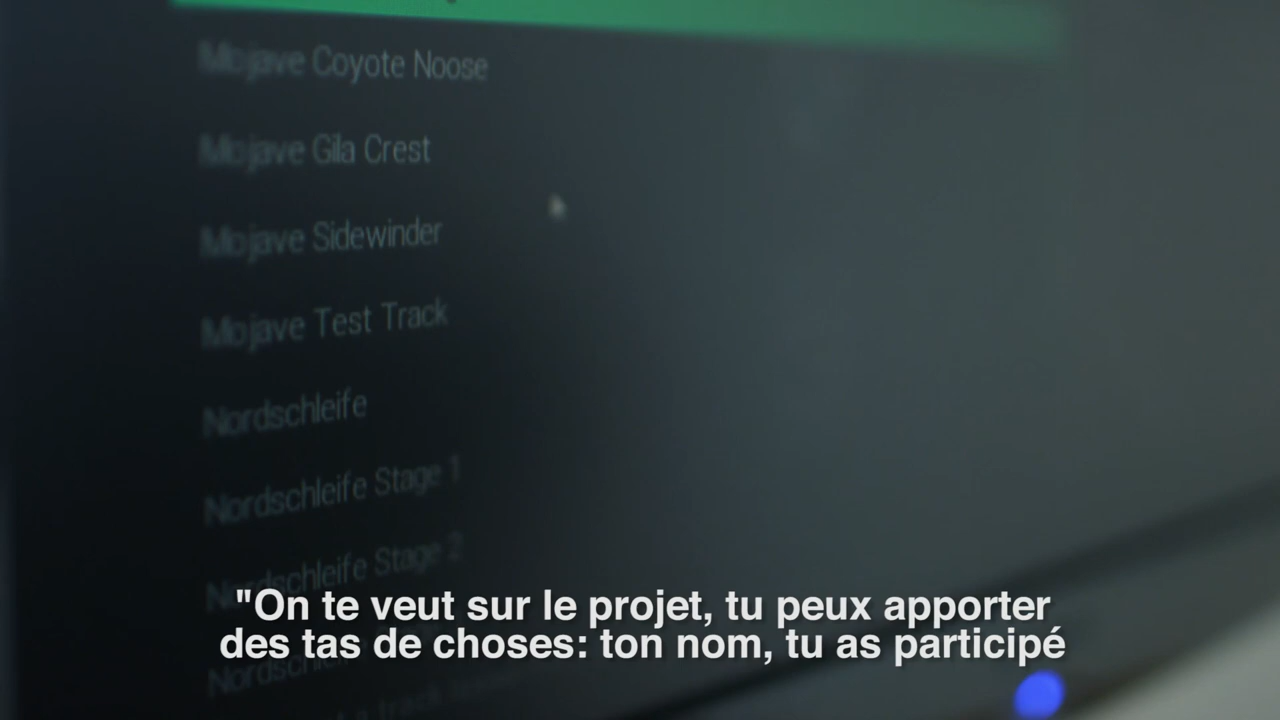 Mojave Coyote Noose
Mojave Gila Crest
Mojave Sidewinder
Mojave Test Track
Nordschleife
Nordschleife Stage 1
Nordschleife Stage 2
Nordschleife
"On te veut sur le projet, tu peux apporter
des tas de choses: ton nom, tu as participé